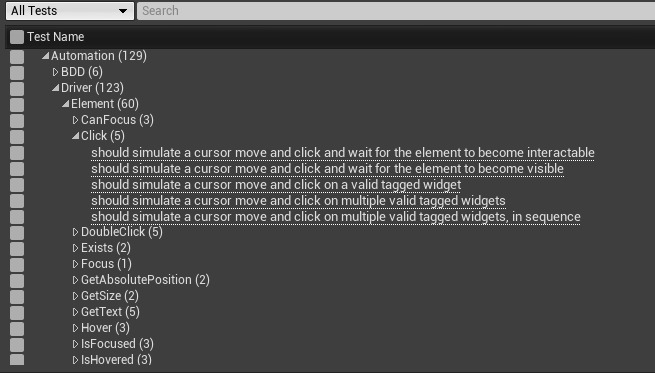 All Tests
Search
Test Name
Automation (129)
BDD (6)
Driver (123)
Element (60)
CanFocus (3)
Click (5)
should simulate a cursor move and click and wait for the element to become interactable
should simulate a cursor move and click and wait for the element to become visible
should simulate a cursor move and click on a valid tagged widget
should simulate a cursor move and click on multiple valid tagged widgets
should simulate a cursor move and click on multiple valid tagged widgets, in sequence
DoubleClick (5)
Exists (2)
Focus (1)
GetAbsolutePosition (2)
GetSize (2)
GetText (5)
Hover (3)
IsFocused (3)
IsHovered (3)